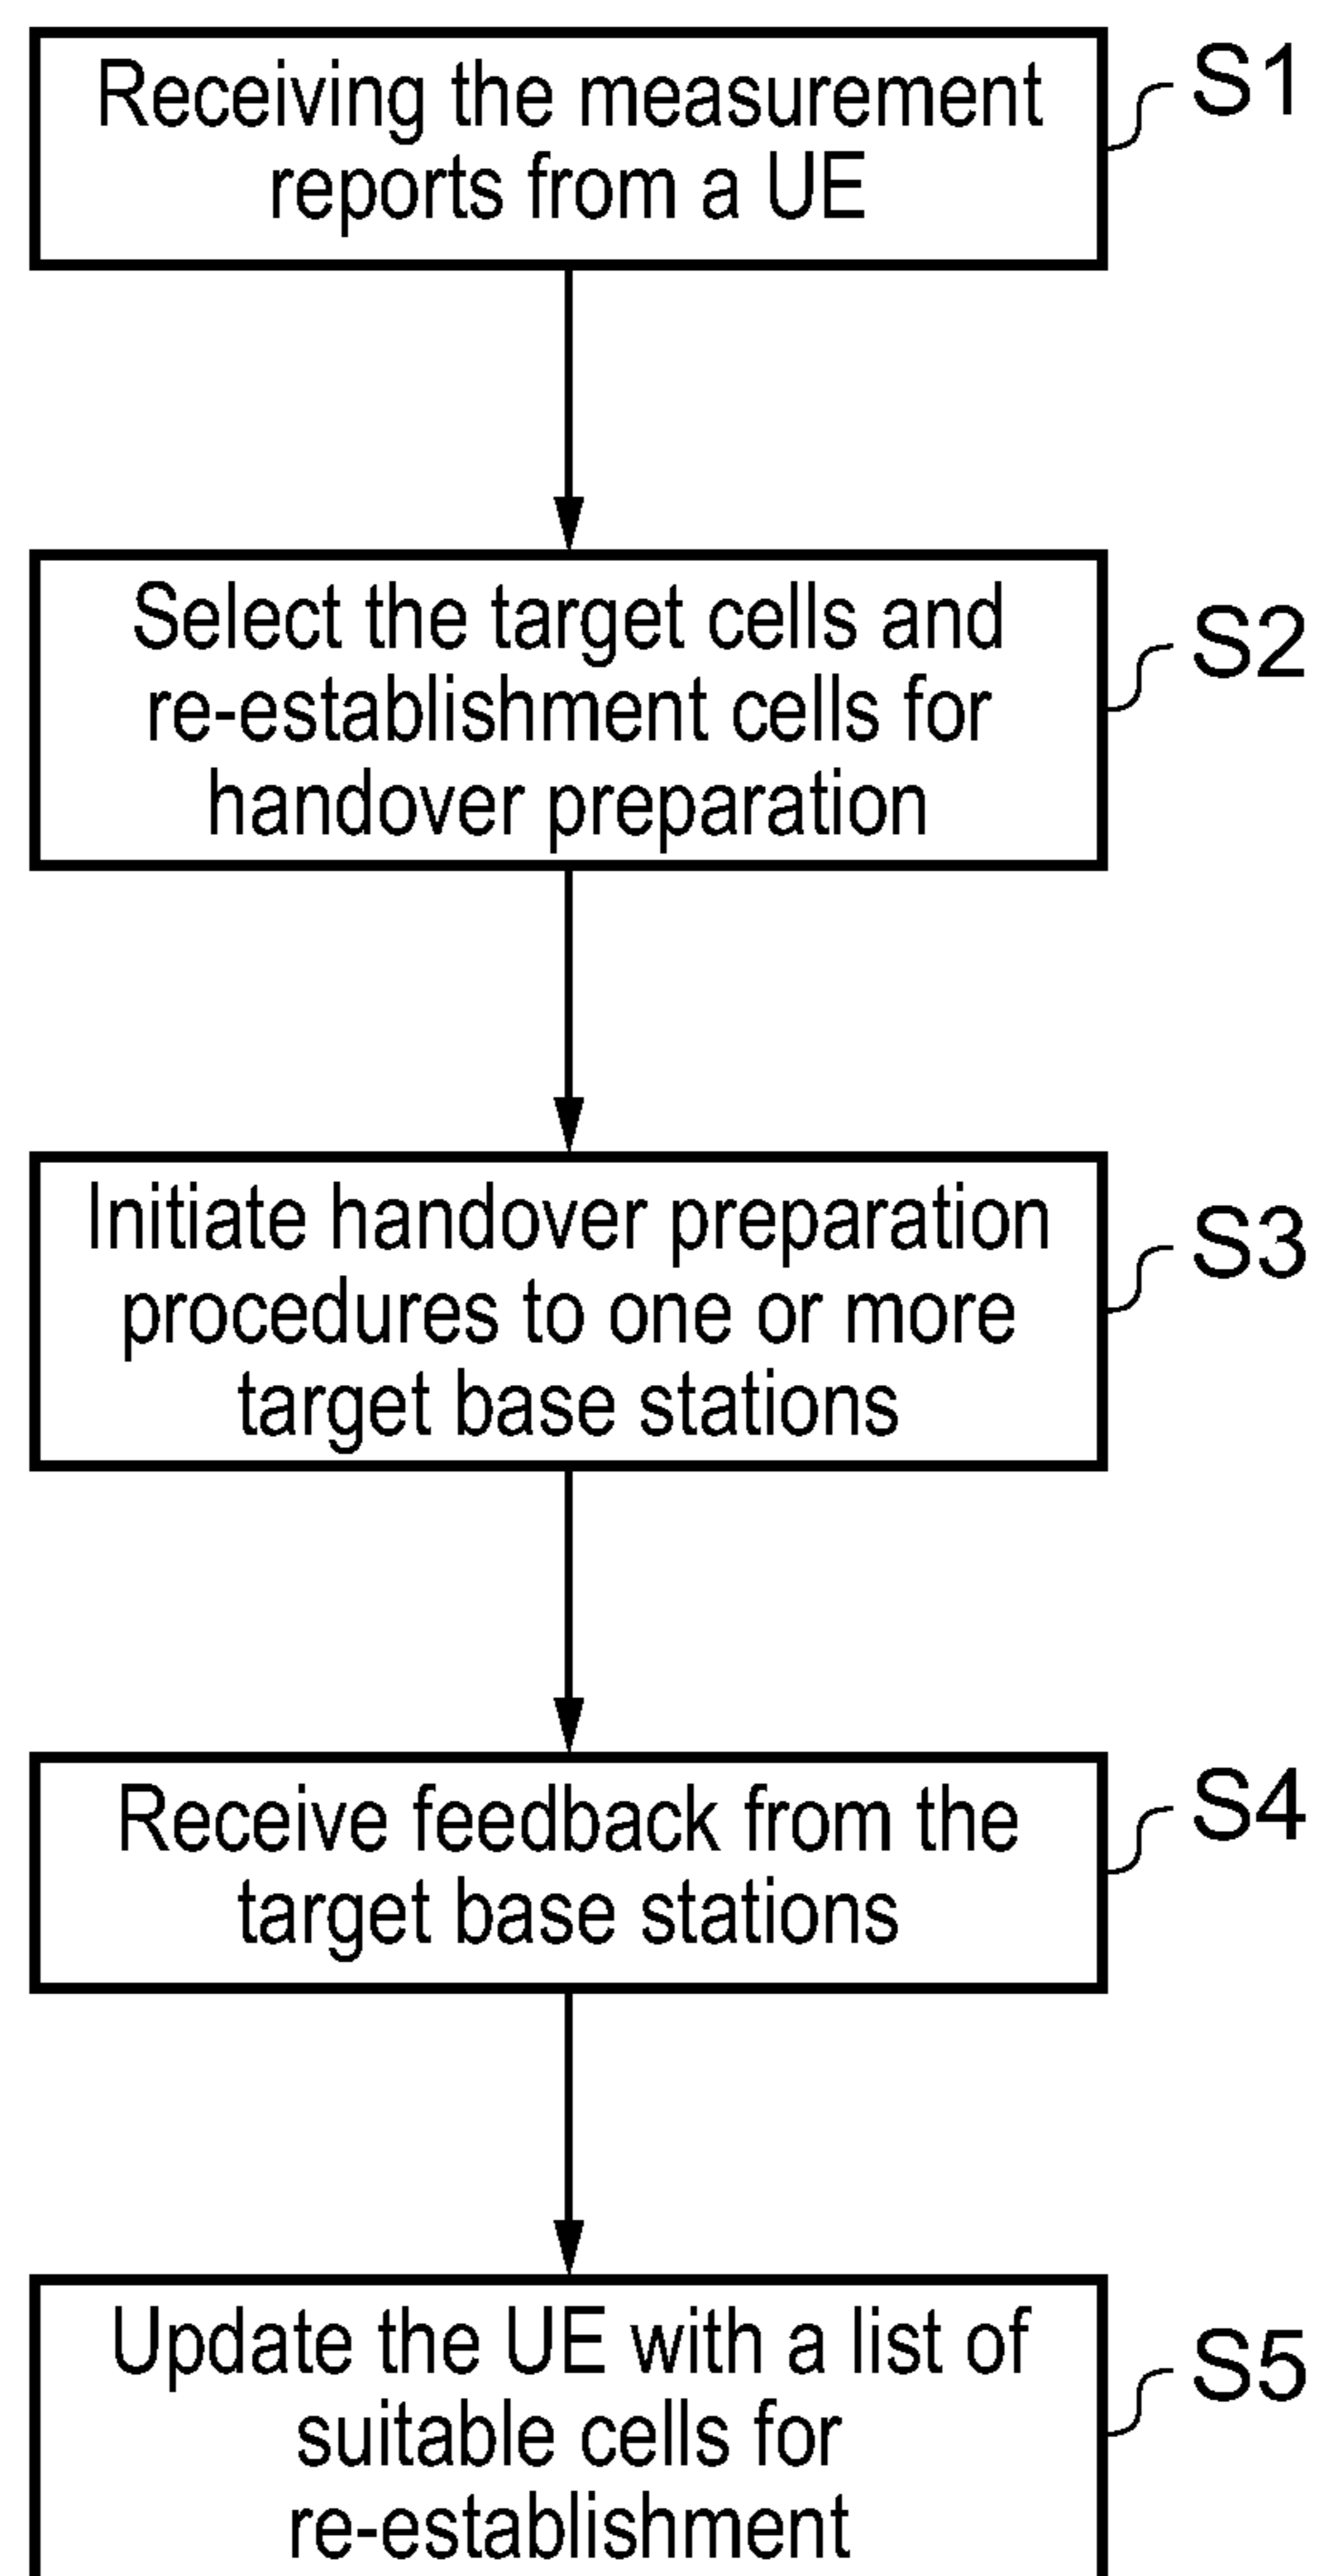 Receiving the measurement
reports from a UE
S1
Select the target cells and
re-establishment cells for
handover preparation
S2
Initiate handover preparation
procedures to one or more
target base stations
S3
Receive feedback from the
target base stations
S4
Update the UE with a list of
suitable cells for
re-establishment
S5